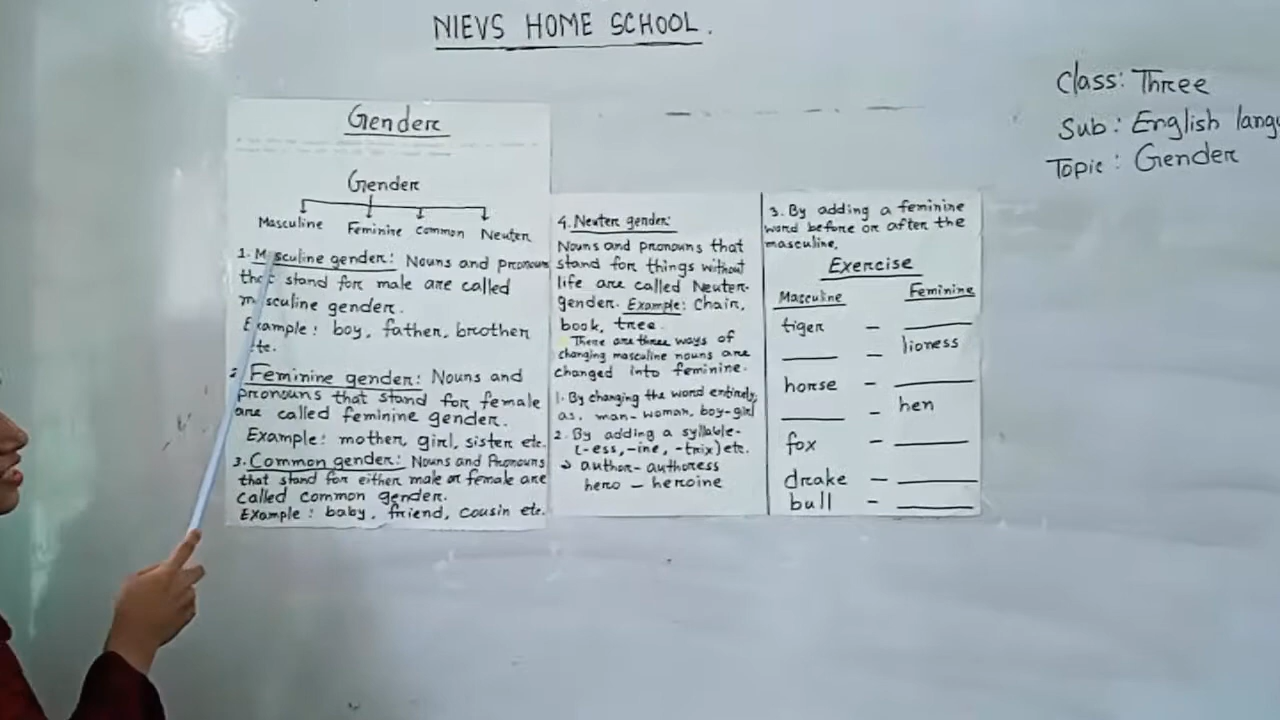 NIEVS HOME SCHOOL.
Class: Three
Sub: English lang
Topic: Gender
Gender
Gender
Masculine Feminine Common Neuter
1. Masculine gender: Nouns and pronouns
that stand for male are called
masculine gender.
Example: boy, father, brother
etc.
2. Feminine gender: Nouns and
pronouns that stand for female
are called feminine gender.
Example: mother, girl, sister etc.
3. Common gender: Nouns and Pronouns
that stand for either male or female are
called common gender.
Example: baby, friend, cousin etc.
4. Neuter gender:
Nouns and pronouns that
stand for things without
life are called Neuter-
gender. Example: Chair,
book, tree.
There are three ways of
changing masculine nouns are
changed into feminine.
1. By changing the word entirely,
as. man-woman, boy-girl
2. By adding a syllable-
(-ess, -ine, -trix) etc.
→ author-authoress
hero - heroine
3. By adding a feminine
word before or after the
masculine.
Exercise
Masculine Feminine
tiger - ____
____ - lioness
horse - ____
____ - hen
fox - ____
drake - ____
bull - ____